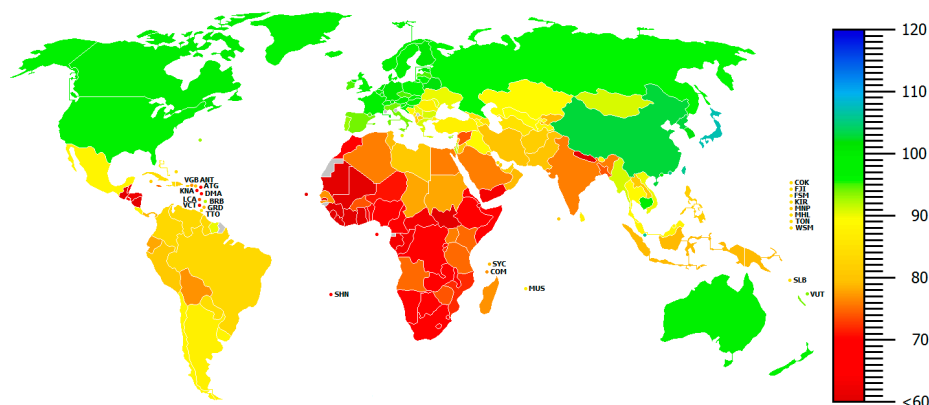 120
110
100
90
80
70
<60
VGB ANT
ATG
KNA
DMA
LCA
BRB
VCT
GRD
TTO
COK
FJI
FSM
KIR
MNP
MHL
TON
WSM
SYC
COM
MUS
SHN
SLB
VUT